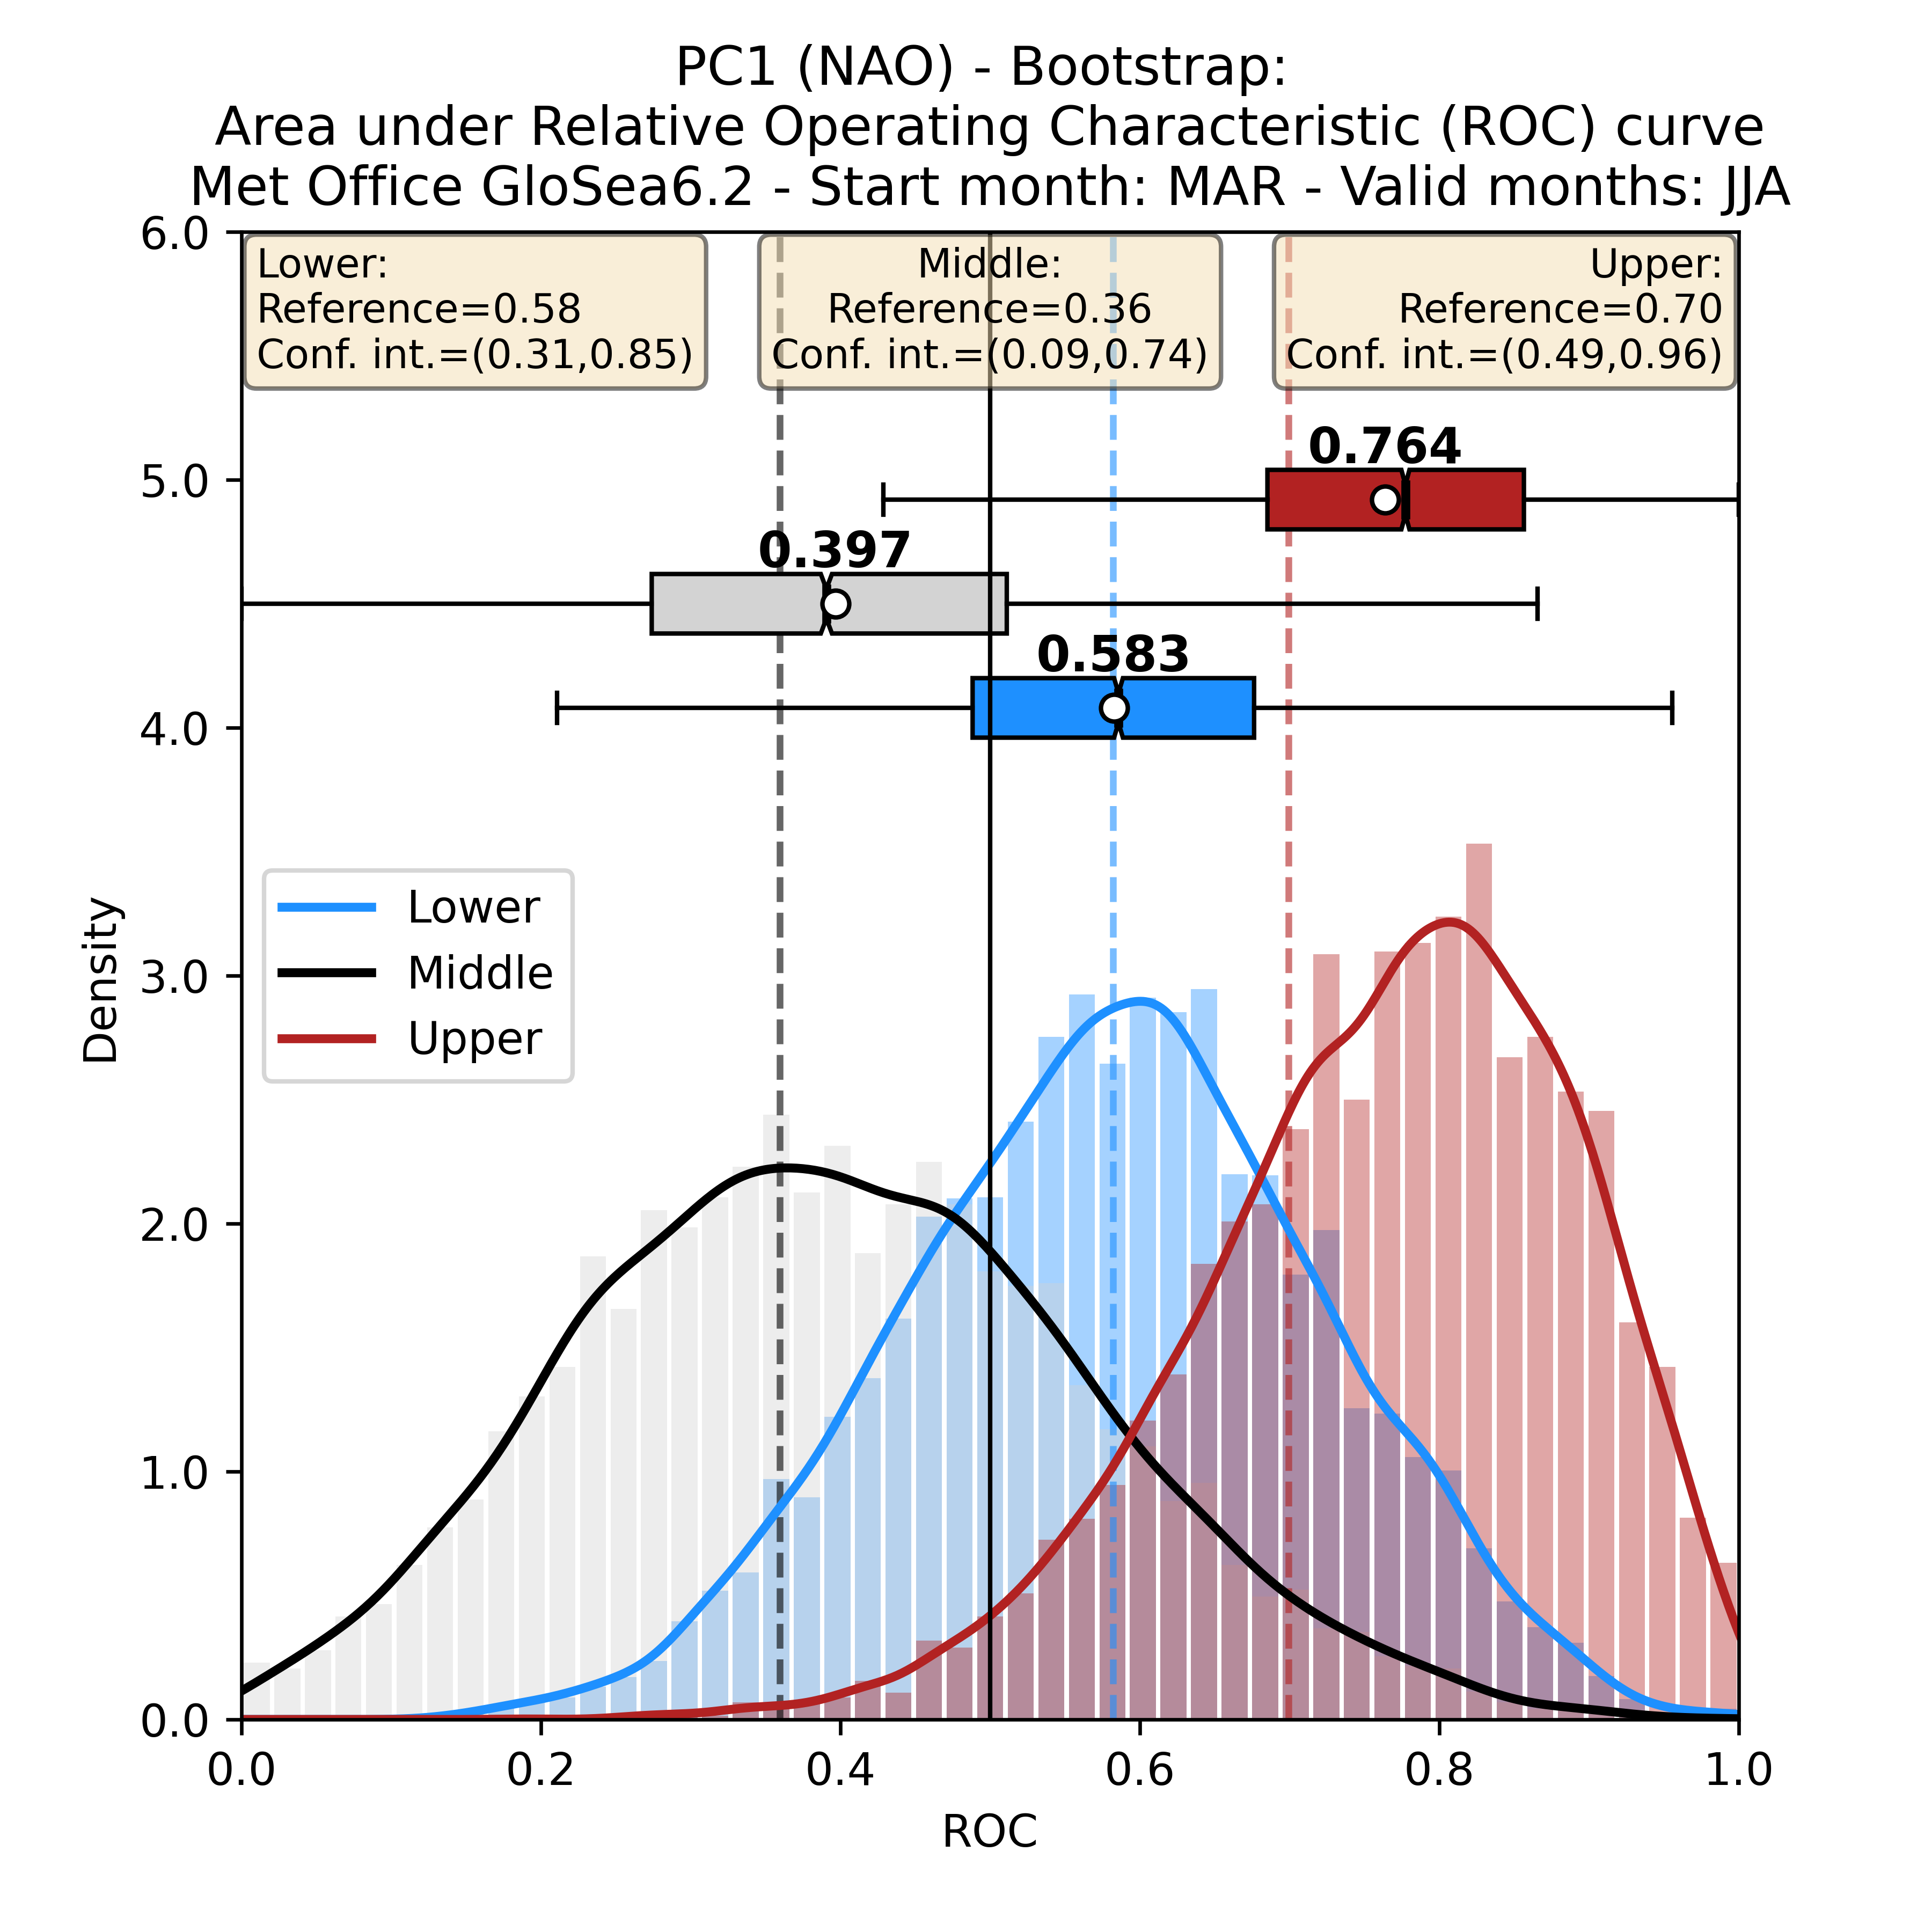 PC1 (NAO) - Bootstrap:
Area under Relative Operating Characteristic (ROC) curve
Met Office GloSea6.2 - Start month: MAR - Valid months: JJA
Lower:
Reference=0.58
Conf. int.=(0.31,0.85)
Middle:
Reference=0.36
Conf. int.=(0.09,0.74)
Upper:
Reference=0.70
Conf. int.=(0.49,0.96)
0.764
0.397
0.583
Lower
Middle
Upper
Density
6.0
5.0
4.0
3.0
2.0
1.0
0.0
0.0 0.2 0.4 0.6 0.8 1.0
ROC